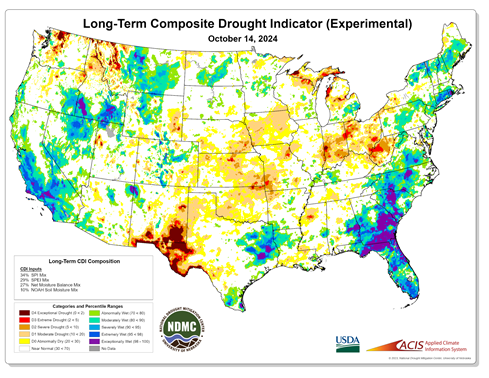 Long-Term Composite Drought Indicator (Experimental)
October 14, 2024
Long-Term CDI Composition
CDI Inputs
34% SPI Mix
29% SPEI Mix
27% Net Moisture Balance Mix
10% NOAH Soil Moisture Mix
Categories and Percentile Ranges
D4 Exceptional Drought (0 < 2)
D3 Extreme Drought (2 < 5)
D2 Severe Drought (5 < 10)
D1 Moderate Drought (10 < 20)
D0 Abnormally Dry (20 < 30)
Near Normal (30 < 70)
Abnormally Wet (70 < 80)
Moderately Wet (80 < 90)
Severely Wet (90 < 95)
Extremely Wet (95 < 98)
Exceptionally Wet (98 - 100)
No Data
NDMC
USDA
ACIS
Applied Climate
Information System